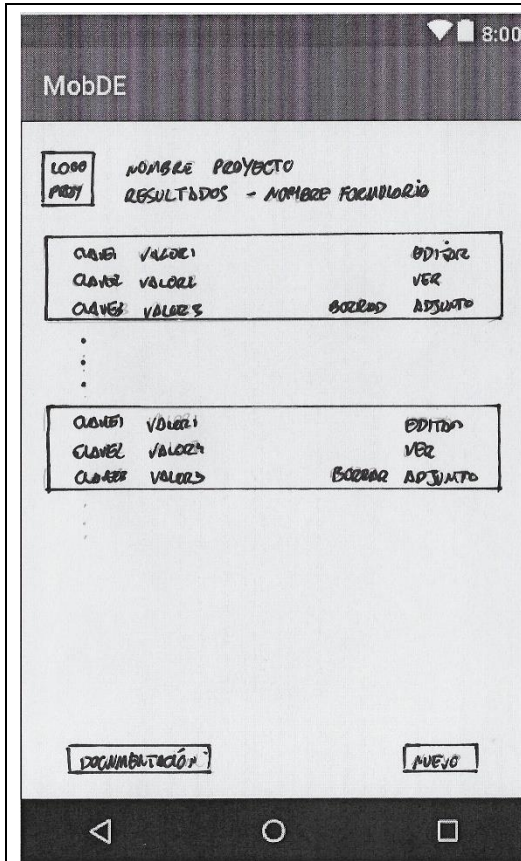 8:00
MobDE
LOGO NOMBRE PROYECTO
PROY RESULTADOS - NOMBRE FORMULARIO
CLAVE1 VALOR1 EDITAR
CLAVE2 VALOR2 VER
CLAVE3 VALOR3 BORRAR ADJUNTO
CLAVE1 VALOR1 EDITAR
CLAVE2 VALOR2 VER
CLAVE3 VALOR3 BORRAR ADJUNTO
DOCUMENTACIÓN NUEVO